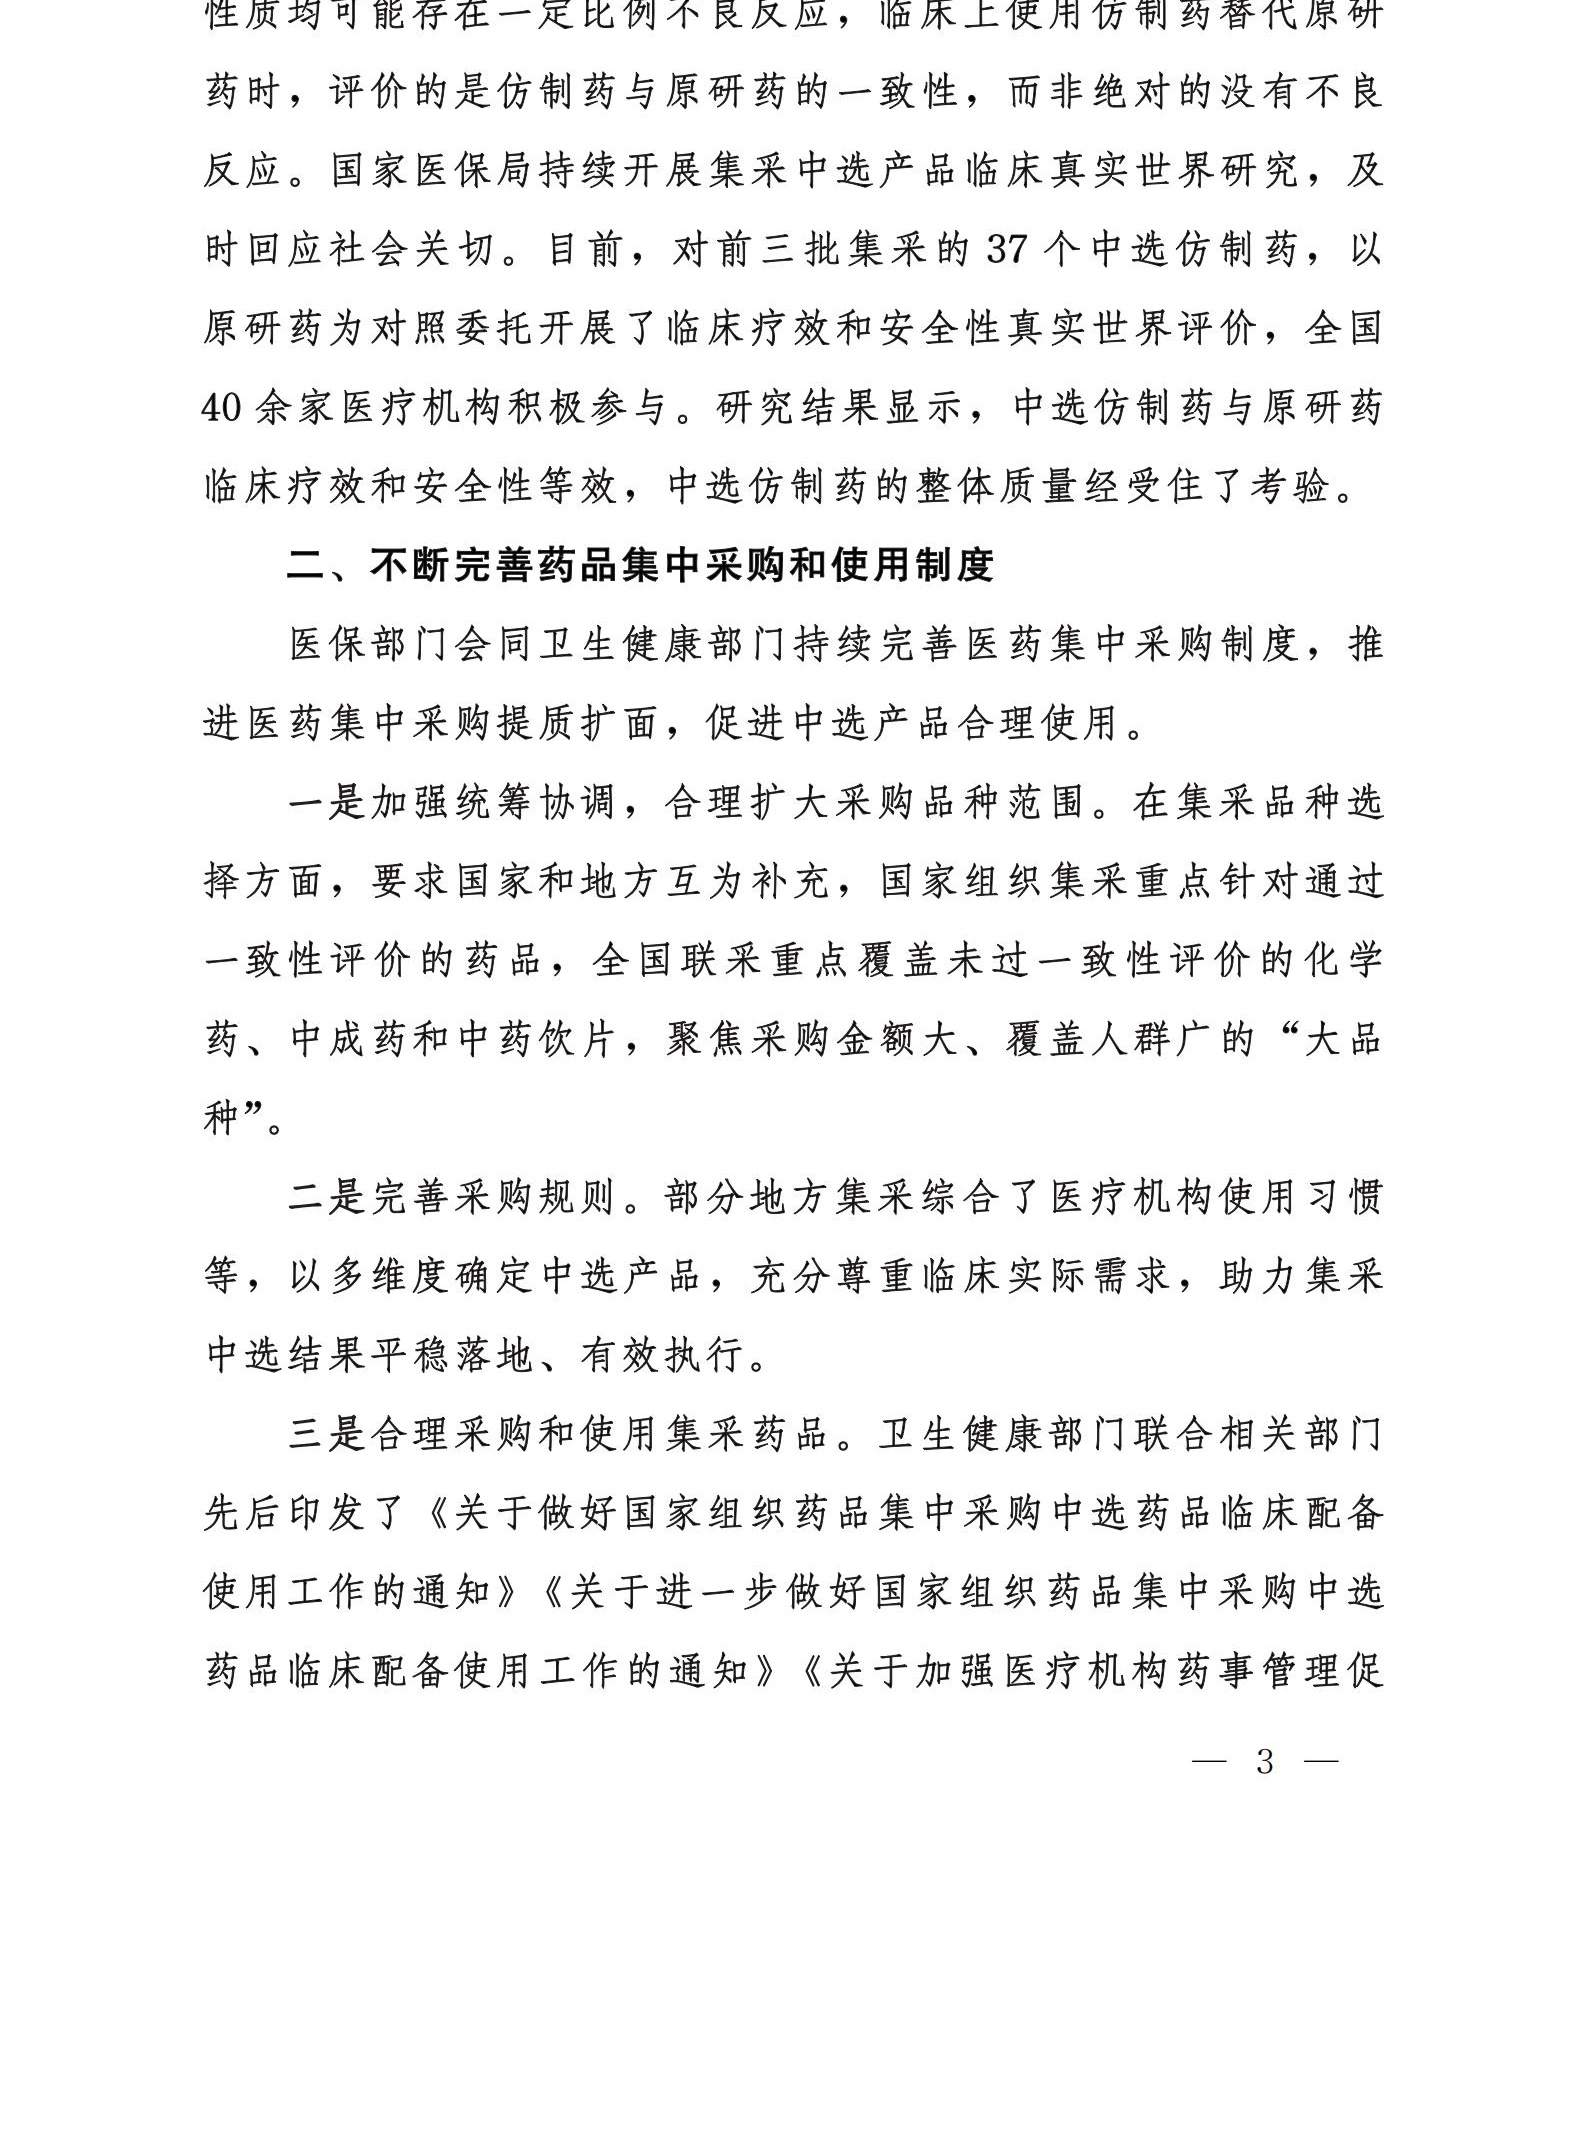 性质均可能存在一定比例不良反应，临床上使用仿制药替代原研
药时，评价的是仿制药与原研药的一致性，而非绝对的没有不良
反应。国家医保局持续开展集采中选产品临床真实世界研究，及
时回应社会关切。目前，对前三批集采的 37 个中选仿制药，以
原研药为对照委托开展了临床疗效和安全性真实世界评价，全国
40 余家医疗机构积极参与。研究结果显示，中选仿制药与原研药
临床疗效和安全性等效，中选仿制药的整体质量经受住了考验。
二、不断完善药品集中采购和使用制度
医保部门会同卫生健康部门持续完善医药集中采购制度，推
进医药集中采购提质扩面，促进中选产品合理使用。
一是加强统筹协调，合理扩大采购品种范围。在集采品种选
择方面，要求国家和地方互为补充，国家组织集采重点针对通过
一致性评价的药品，全国联采重点覆盖未过一致性评价的化学
药、中成药和中药饮片，聚焦采购金额大、覆盖人群广的“大品
种”。
二是完善采购规则。部分地方集采综合了医疗机构使用习惯
等，以多维度确定中选产品，充分尊重临床实际需求，助力集采
中选结果平稳落地、有效执行。
三是合理采购和使用集采药品。卫生健康部门联合相关部门
先后印发了《关于做好国家组织药品集中采购中选药品临床配备
使用工作的通知》《关于进一步做好国家组织药品集中采购中选
药品临床配备使用工作的通知》《关于加强医疗机构药事管理促
— 3 —